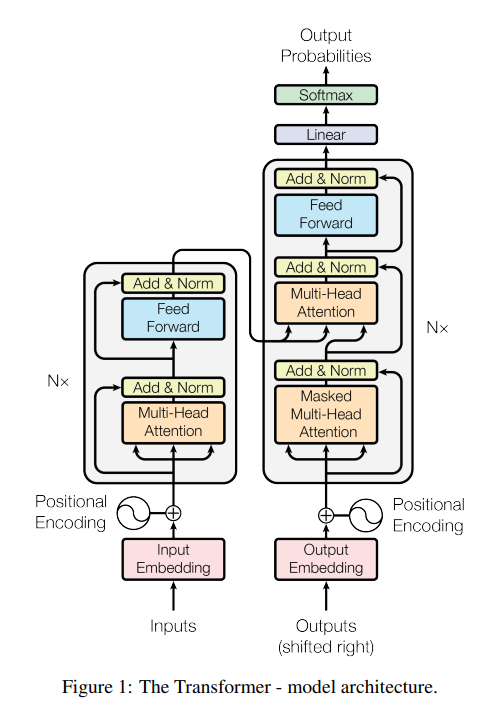 Output
Probabilities
Softmax
Linear
Add & Norm
Feed
Forward
Add & Norm
Multi-Head
Attention
Add & Norm
Masked
Multi-Head
Attention
N×
Add & Norm
Feed
Forward
Add & Norm
Multi-Head
Attention
N×
Positional
Encoding
Positional
Encoding
Input
Embedding
Output
Embedding
Inputs
Outputs
(shifted right)
Figure 1: The Transformer - model architecture.